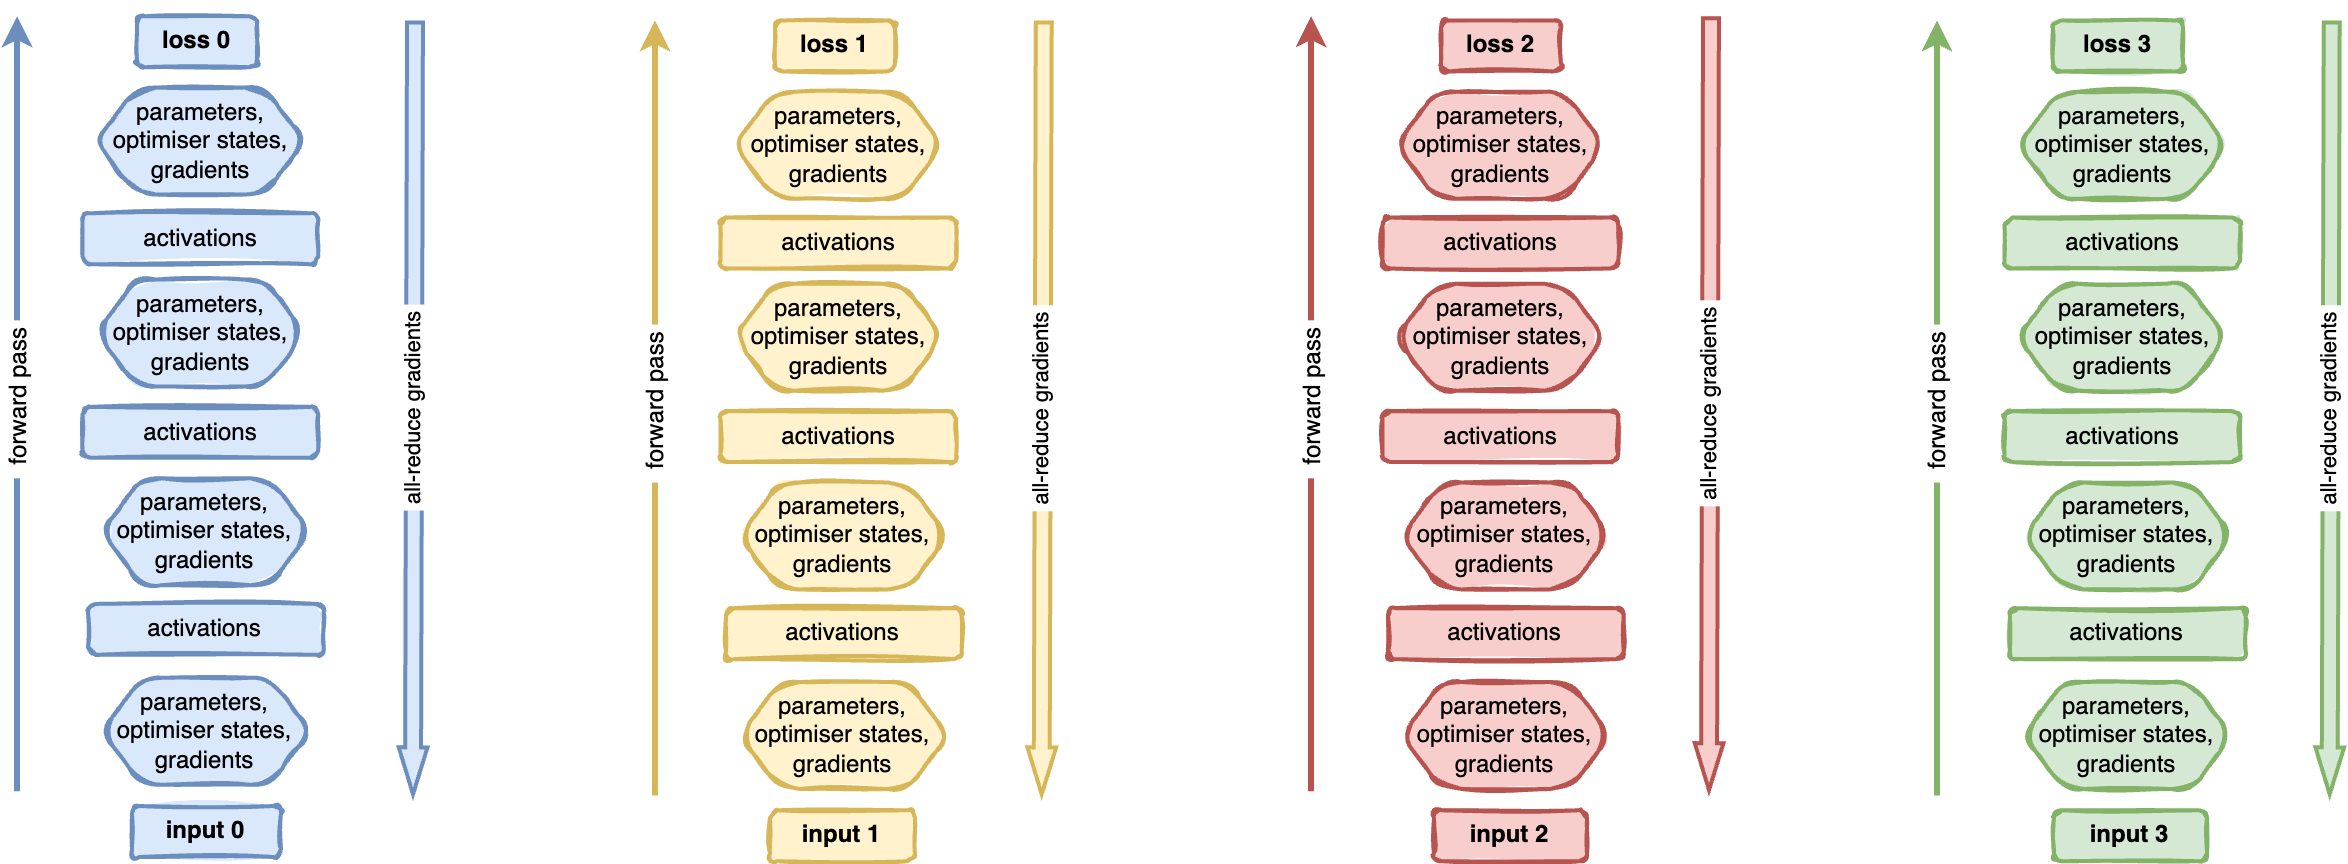 forward pass
loss 0
parameters,
optimiser states,
gradients
activations
parameters,
optimiser states,
gradients
activations
parameters,
optimiser states,
gradients
activations
parameters,
optimiser states,
gradients
input 0
all-reduce gradients
forward pass
loss 1
parameters,
optimiser states,
gradients
activations
parameters,
optimiser states,
gradients
activations
parameters,
optimiser states,
gradients
activations
parameters,
optimiser states,
gradients
input 1
all-reduce gradients
forward pass
loss 2
parameters,
optimiser states,
gradients
activations
parameters,
optimiser states,
gradients
activations
parameters,
optimiser states,
gradients
activations
parameters,
optimiser states,
gradients
input 2
all-reduce gradients
forward pass
loss 3
parameters,
optimiser states,
gradients
activations
parameters,
optimiser states,
gradients
activations
parameters,
optimiser states,
gradients
activations
parameters,
optimiser states,
gradients
input 3
all-reduce gradients